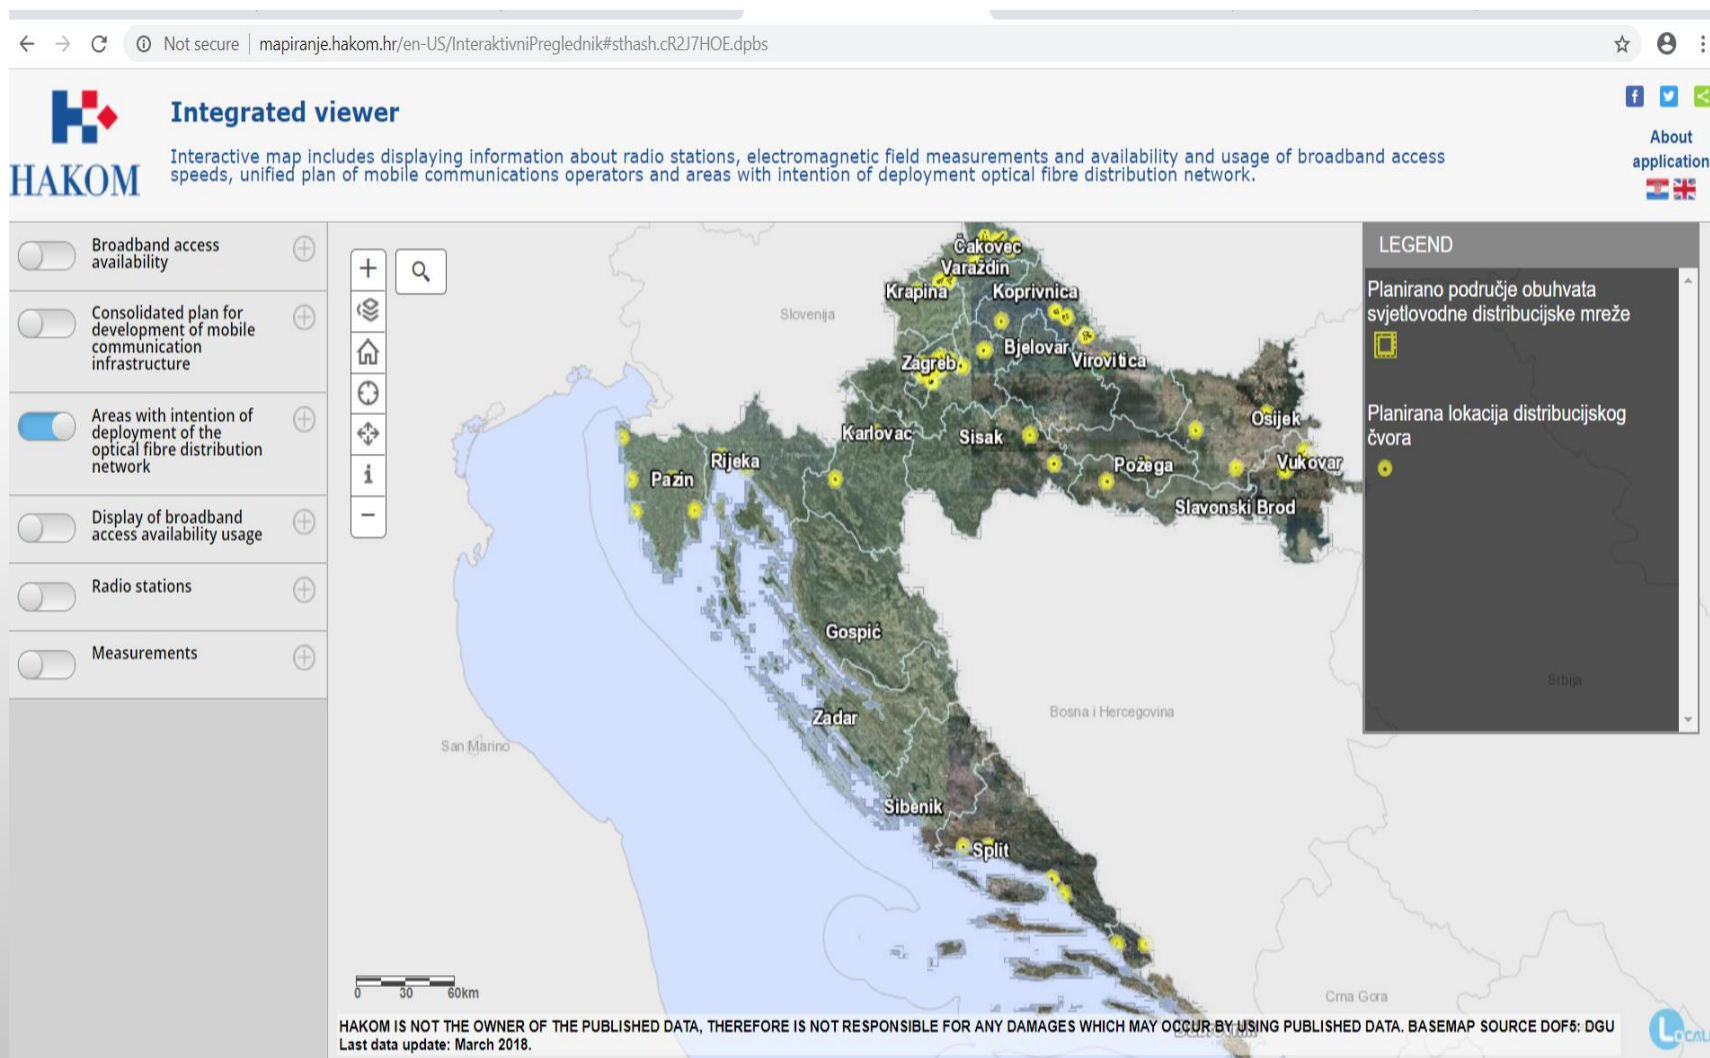 Not secure | mapiranje.hakom.hr/en-US/InteraktivniPreglednik#sthash.cR2J7HOE.dpbs
HAKOM
Integrated viewer
Interactive map includes displaying information about radio stations, electromagnetic field measurements and availability and usage of broadband access
speeds, unified plan of mobile communications operators and areas with intention of deployment optical fibre distribution network.
About
application
Broadband access
availability
Consolidated plan for
development of mobile
communication
infrastructure
Areas with intention of
deployment of the
optical fibre distribution
network
Display of broadband
access availability usage
Radio stations
Measurements
LEGEND
Planirano područje obuhvata
svjetlovodne distribucijske mreže
Planirana lokacija distribucijskog
čvora
Srbija
Slovenija
Čakovec
Varaždin
Krapina
Koprivnica
Bjelovar
Virovitica
Zagreb
Osijek
Karlovac
Sisak
Rijeka
Pazin
Požega
Vukovar
Slavonski Brod
Gospić
Bosna i Hercegovina
Zadar
San Marino
Šibenik
Split
Crna Gora
0 30 60km
HAKOM IS NOT THE OWNER OF THE PUBLISHED DATA, THEREFORE IS NOT RESPONSIBLE FOR ANY DAMAGES WHICH MAY OCCUR BY USING PUBLISHED DATA. BASEMAP SOURCE DOF5: DGU
Last data update: March 2018.